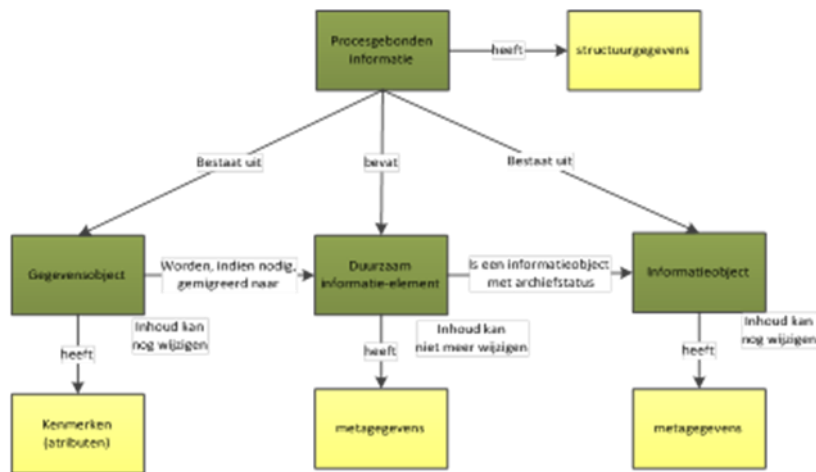 Procesgebonden
informatie
heeft
structuurgegevens
Bestaat uit
bevat
Bestaat uit
Gegevensobject
Worden, indien nodig,
gemigreerd naar
Duurzaam
informatie-element
Is een informatieobject
met archiefstatus
Informatieobject
Inhoud kan
nog wijzigen
Inhoud kan
niet meer wijzigen
Inhoud kan
nog wijzigen
heeft
heeft
heeft
Kenmerken
(atributen)
metagegevens
metagegevens